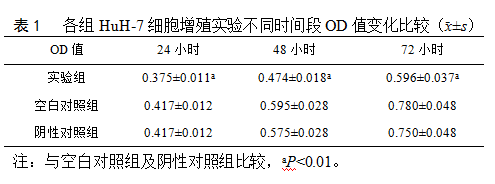 表 1 各组 HuH-7 细胞增殖实验不同时间段 OD 值变化比较（x̄±s）
OD 值 24 小时 48 小时 72 小时
实验组 0.375±0.011ᵃ 0.474±0.018ᵃ 0.596±0.037ᵃ
空白对照组 0.417±0.012 0.595±0.028 0.780±0.048
阴性对照组 0.417±0.012 0.575±0.028 0.750±0.048
注：与空白对照组及阴性对照组比较，ᵃP<0.01。